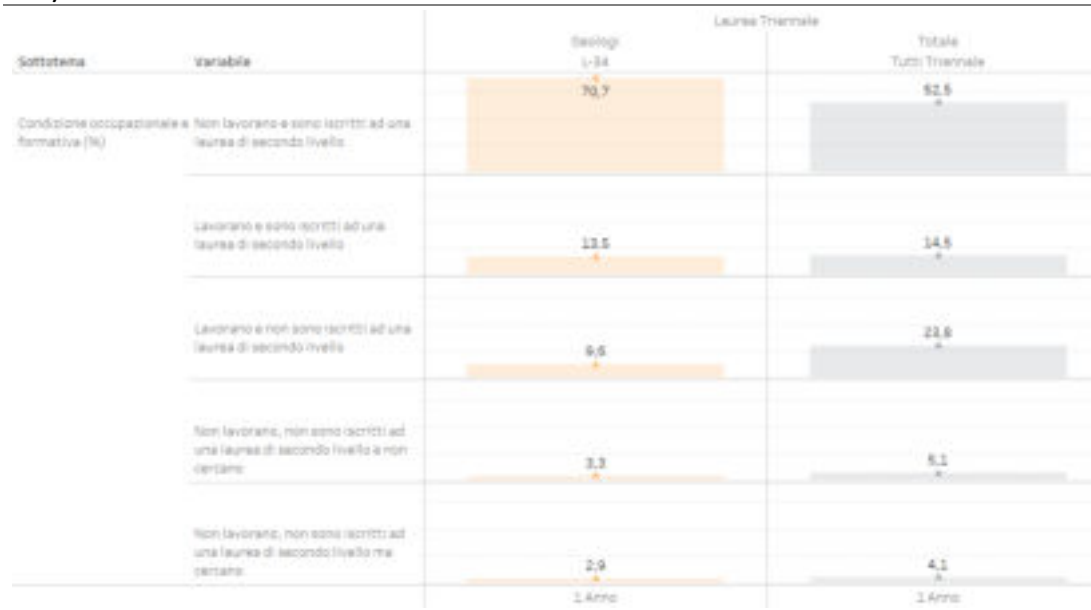 Laurea Triennale
Geologi Totale
Sottotema Variabile L-34 Tutti Triennale
70,7 52,5
Condizione occupazionale e Non lavorano e sono iscritti ad una
formativa (%) laurea di secondo livello
Lavorano e sono iscritti ad una
laurea di secondo livello
13,5 14,5
Lavorano e non sono iscritti ad una
laurea di secondo livello
9,6 23,8
Non lavorano, non sono iscritti ad
una laurea di secondo livello e non
cercano
3,3 5,1
Non lavorano, non sono iscritti ad
una laurea di secondo livello ma
cercano
2,9 4,1
1 Anno 1 Anno